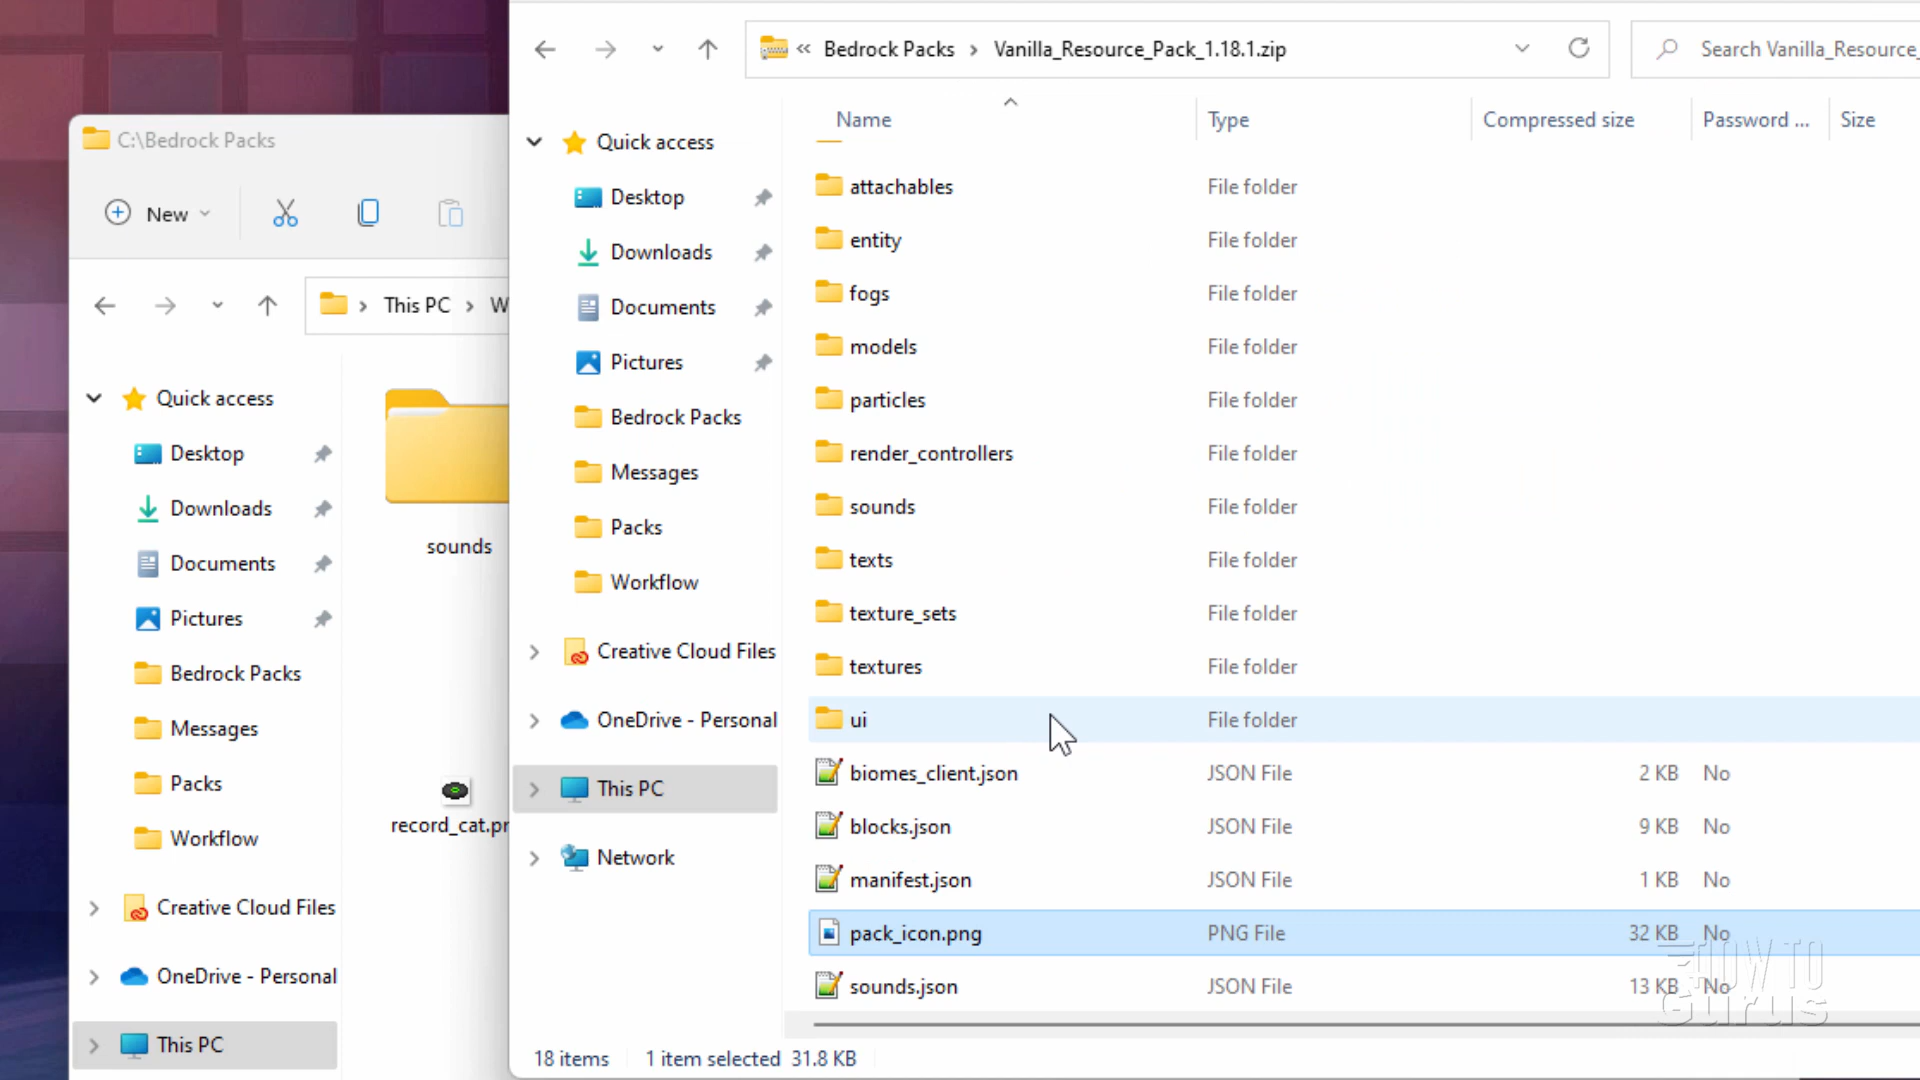 C:\Bedrock Packs
New
This PC > W
Quick access
Desktop
Downloads
Documents
Pictures
Bedrock Packs
Messages
Packs
Workflow
Creative Cloud Files
OneDrive - Personal
This PC
sounds
record_cat.pn
« Bedrock Packs > Vanilla_Resource_Pack_1.18.1.zip
Search Vanilla_Resource_
Quick access
Desktop
Downloads
Documents
Pictures
Bedrock Packs
Messages
Packs
Workflow
Creative Cloud Files
OneDrive - Personal
This PC
Network
Name Type Compressed size Password ... Size
attachables File folder
entity File folder
fogs File folder
models File folder
particles File folder
render_controllers File folder
sounds File folder
texts File folder
texture_sets File folder
textures File folder
ui File folder
biomes_client.json JSON File 2 KB No
blocks.json JSON File 9 KB No
manifest.json JSON File 1 KB No
pack_icon.png PNG File 32 KB No
sounds.json JSON File 13 KB No
18 items 1 item selected 31.8 KB
HOW TO
Gurus